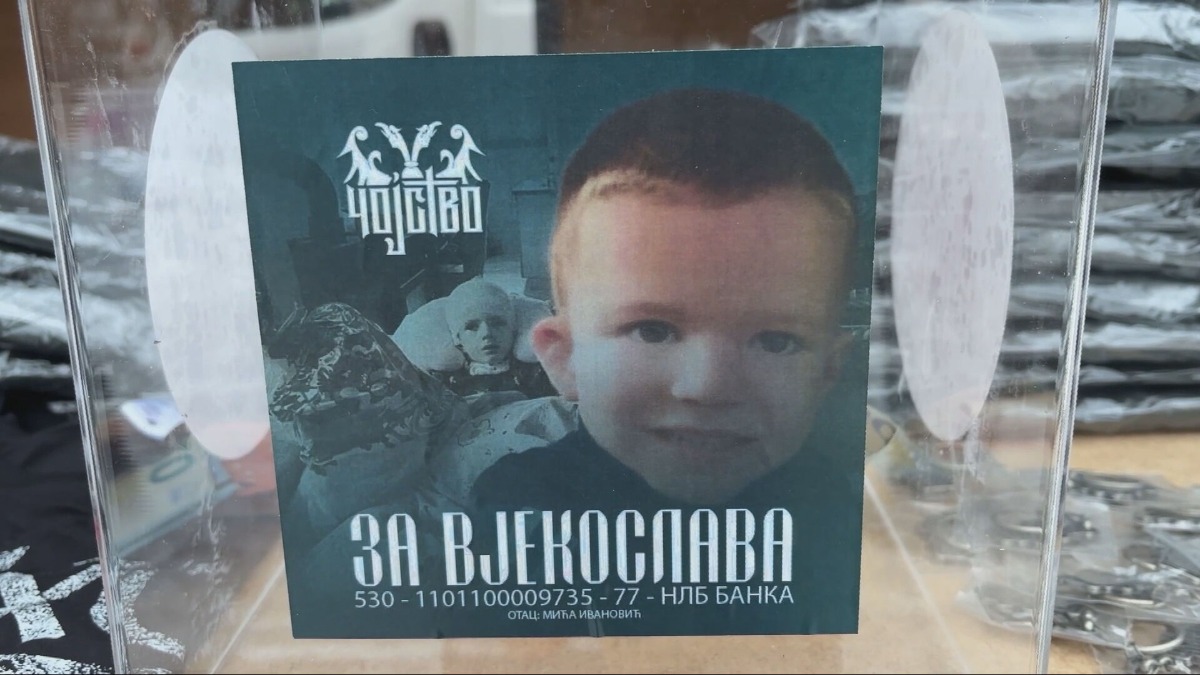 ЧОЈСТВО
ЗА ВЈЕКОСЛАВА
530 - 1101100009735 - 77 - НЛБ БАНКА
ОТАЦ: МИЋА ИВАНОВИЋ